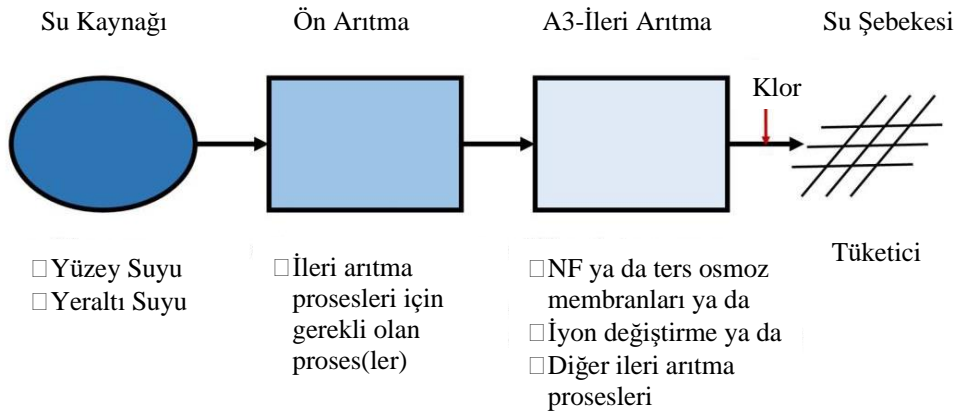 Su Kaynağı
Ön Arıtma
A3-İleri Arıtma
Su Şebekesi
Klor
□Yüzey Suyu
□Yeraltı Suyu
□İleri arıtma
prosesleri için
gerekli olan
proses(ler)
□NF ya da ters osmoz
membranları ya da
□İyon değiştirme ya da
□Diğer ileri arıtma
prosesleri
Tüketici